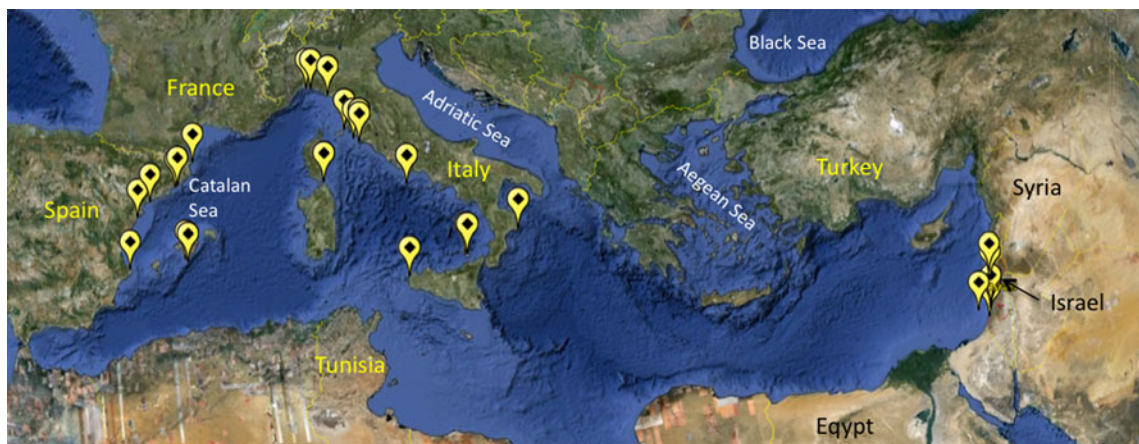 Black Sea
France
Adriatic Sea
Italy
Aegean Sea
Turkey
Syria
Catalan
Sea
Spain
Israel
Tunisia
Eqypt